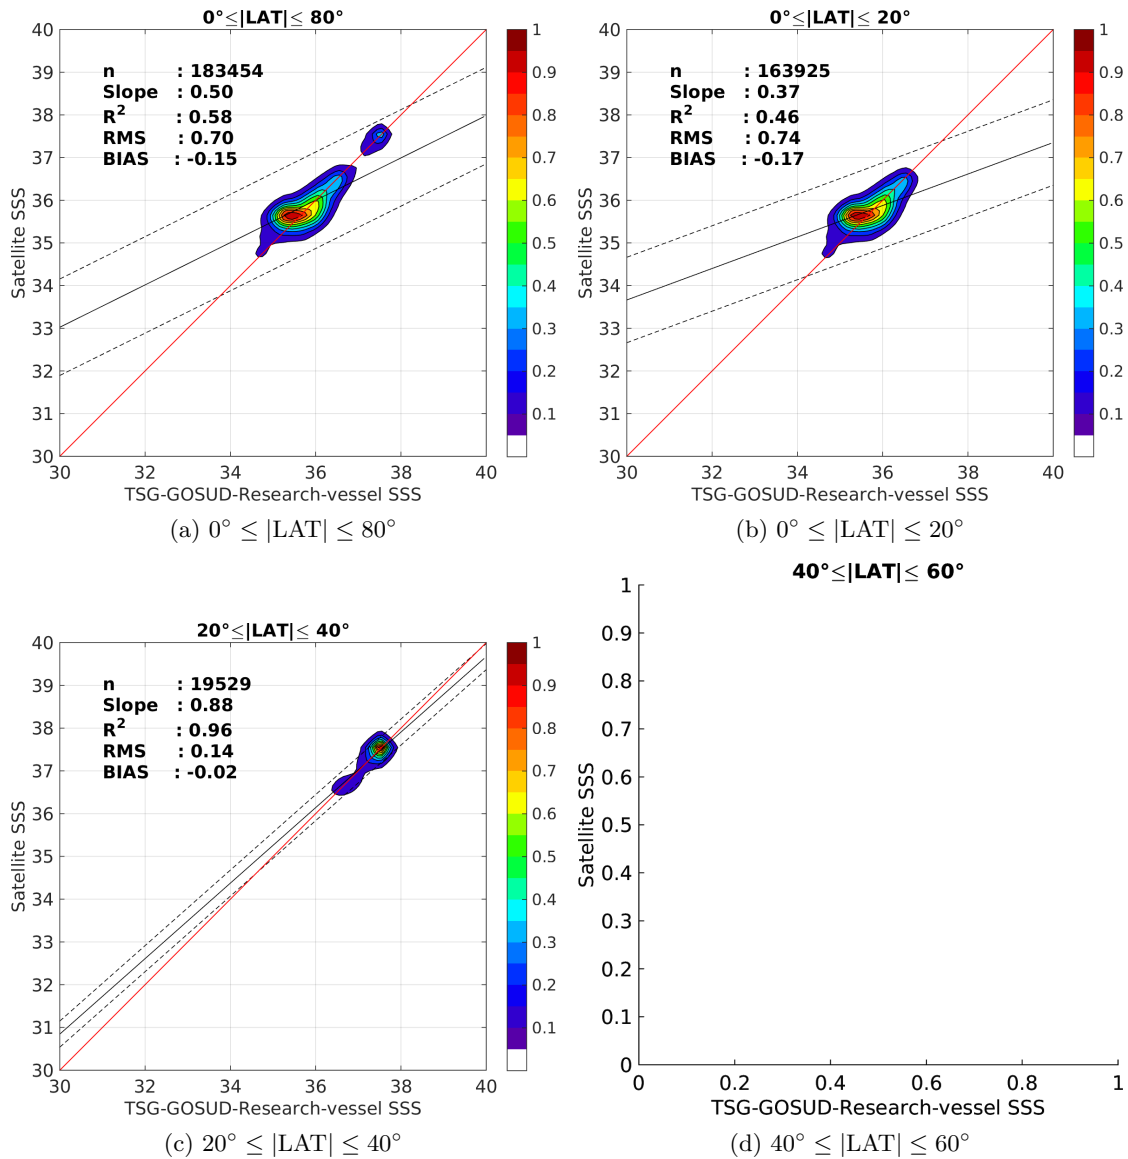 0°≤|LAT|≤ 80°
n : 183454
Slope : 0.50
R² : 0.58
RMS : 0.70
BIAS : -0.15
40
39
38
37
36
35
34
33
32
31
30
30 32 34 36 38 40
Satellite SSS
TSG-GOSUD-Research-vessel SSS
1
0.9
0.8
0.7
0.6
0.5
0.4
0.3
0.2
0.1
(a) 0° ≤ |LAT| ≤ 80°
0°≤|LAT|≤ 20°
n : 163925
Slope : 0.37
R² : 0.46
RMS : 0.74
BIAS : -0.17
40
39
38
37
36
35
34
33
32
31
30
30 32 34 36 38 40
Satellite SSS
TSG-GOSUD-Research-vessel SSS
1
0.9
0.8
0.7
0.6
0.5
0.4
0.3
0.2
0.1
(b) 0° ≤ |LAT| ≤ 20°
20°≤|LAT|≤ 40°
n : 19529
Slope : 0.88
R² : 0.96
RMS : 0.14
BIAS : -0.02
40
39
38
37
36
35
34
33
32
31
30
30 32 34 36 38 40
Satellite SSS
TSG-GOSUD-Research-vessel SSS
1
0.9
0.8
0.7
0.6
0.5
0.4
0.3
0.2
0.1
(c) 20° ≤ |LAT| ≤ 40°
40°≤|LAT|≤ 60°
1
0.9
0.8
0.7
0.6
0.5
0.4
0.3
0.2
0.1
0
0 0.2 0.4 0.6 0.8 1
Satellite SSS
TSG-GOSUD-Research-vessel SSS
(d) 40° ≤ |LAT| ≤ 60°